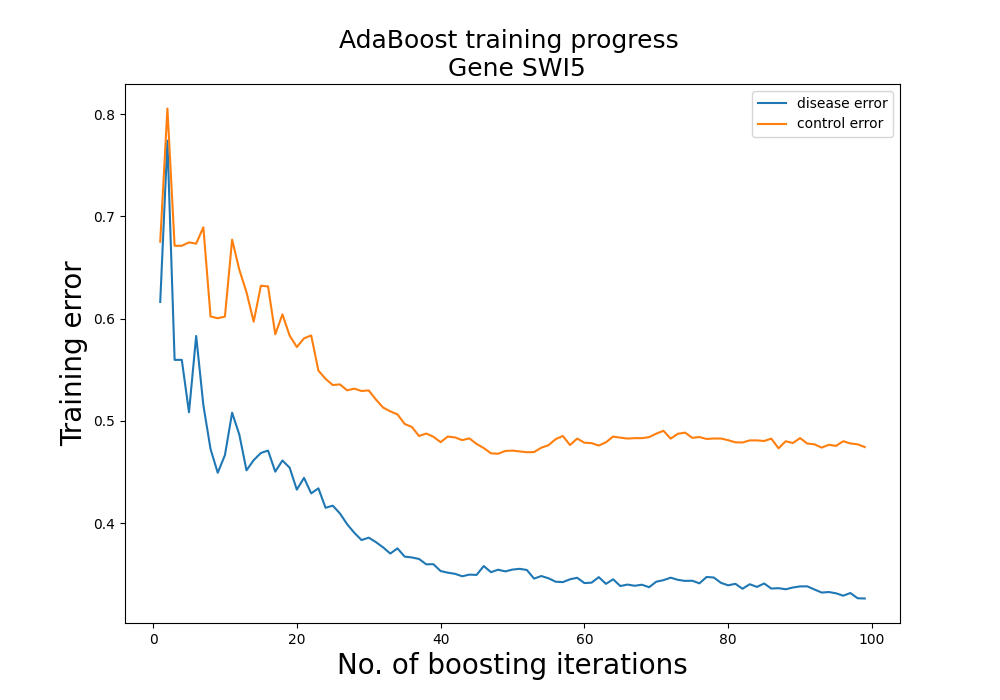 AdaBoost training progress
Gene SWI5
disease error
control error
0.8
0.7
0.6
0.5
0.4
Training error
0
20
40
60
80
100
No. of boosting iterations